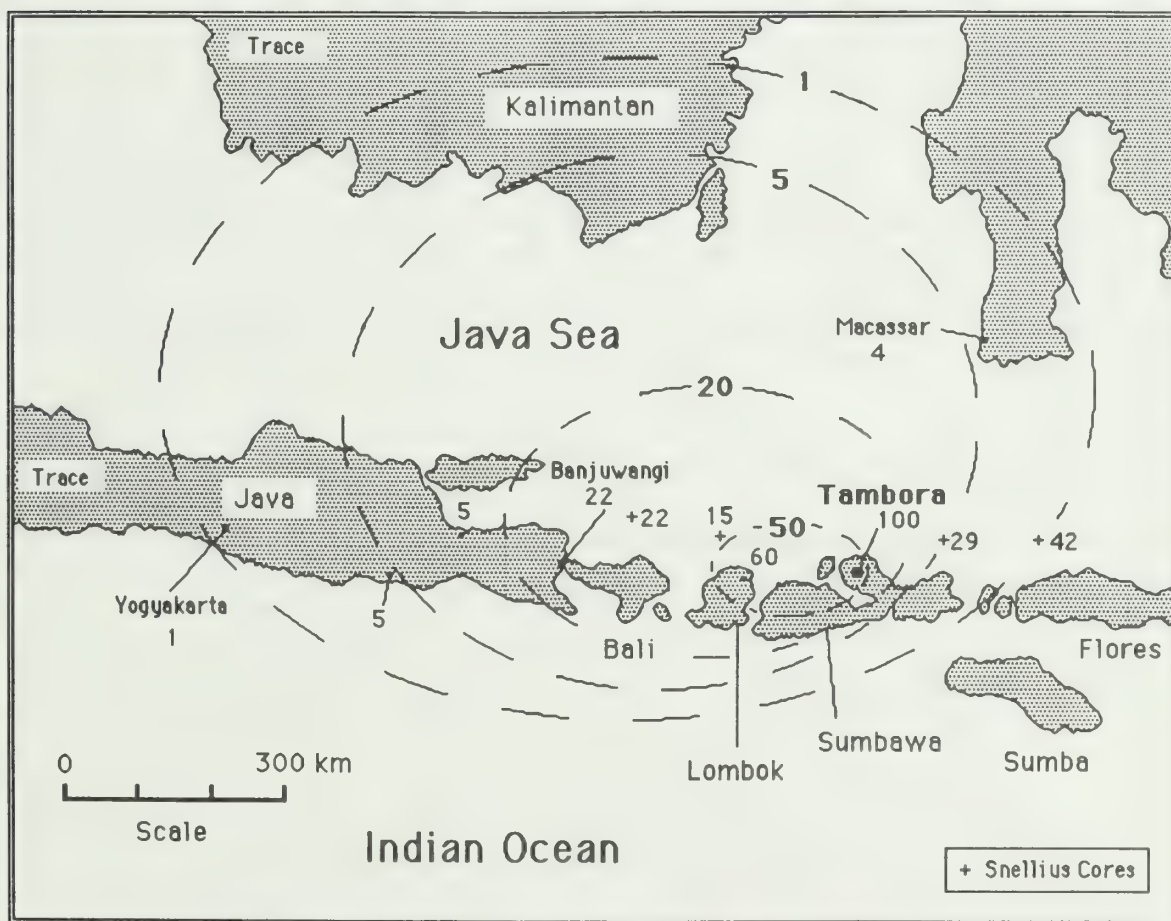 Trace
Kalimantan
1
5
Java Sea
Macassar
4
20
Trace
Java
Banjuwangi
22
5
+22
15
+
60
-50-
Tambora
100
+29
+42
Yogyakarta
1
5
Bali
Flores
Sumbawa
Lombok
Sumba
0 300 km
Scale
Indian Ocean
+ Snellius Cores